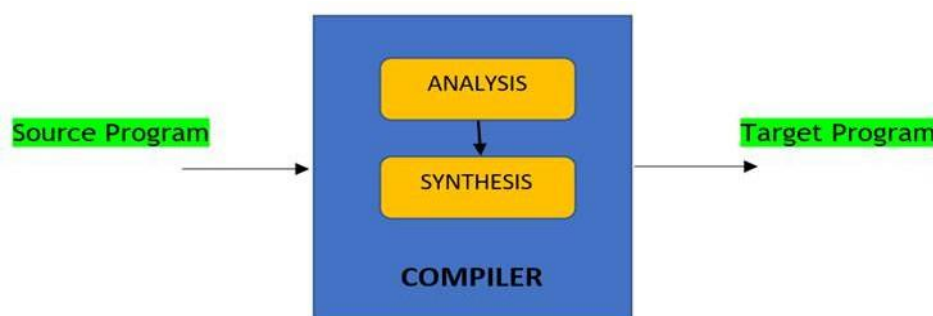 ANALYSIS
Source Program
Target Program
SYNTHESIS
COMPILER